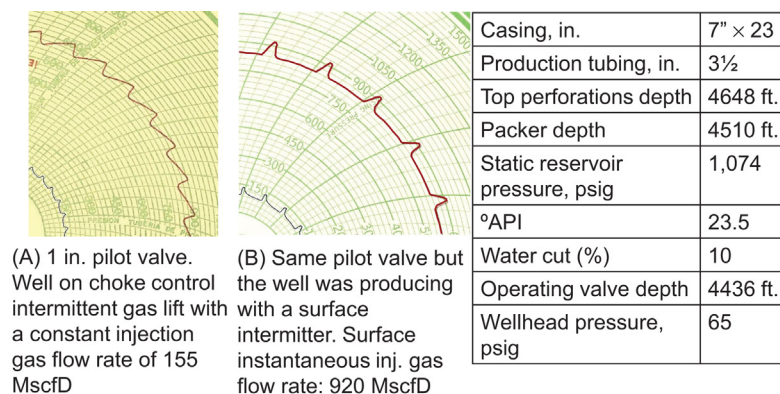 1500
1350
1200
1050
900
750
600
450
300
150
(A) 1 in. pilot valve.
Well on choke control
intermittent gas lift with
a constant injection
gas flow rate of 155
MscfD
(B) Same pilot valve but
the well was producing
with a surface
intermitter. Surface
instantaneous inj. gas
flow rate: 920 MscfD
Casing, in. 7” × 23
Production tubing, in. 3½
Top perforations depth 4648 ft.
Packer depth 4510 ft.
Static reservoir 1,074
pressure, psig
ºAPI 23.5
Water cut (%) 10
Operating valve depth 4436 ft.
Wellhead pressure, 65
psig